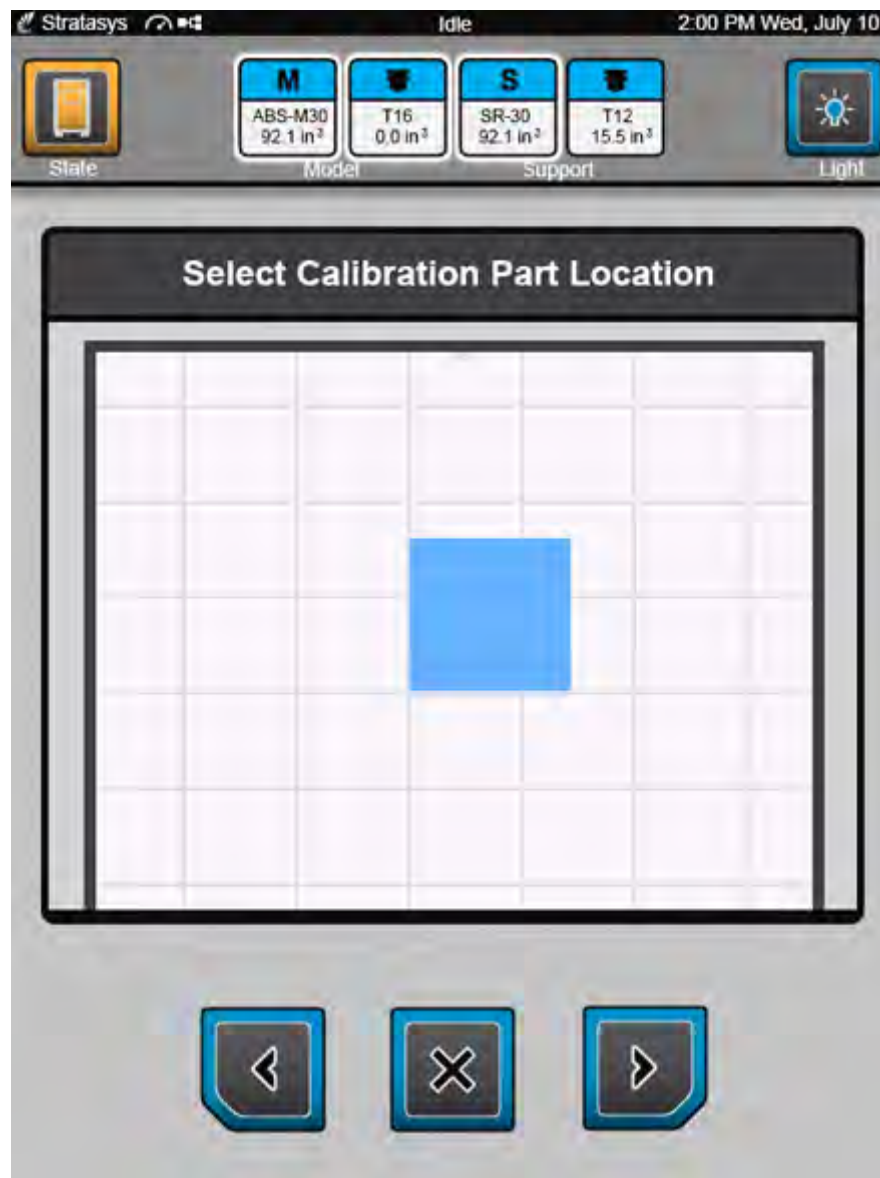 Stratasys Idle 2:00 PM Wed, July 10
M S
ABS-M30 T16 SR-30 T12
92.1 in³ 0.0 in³ 92.1 in² 15.5 in³
State Model Support Light
Select Calibration Part Location